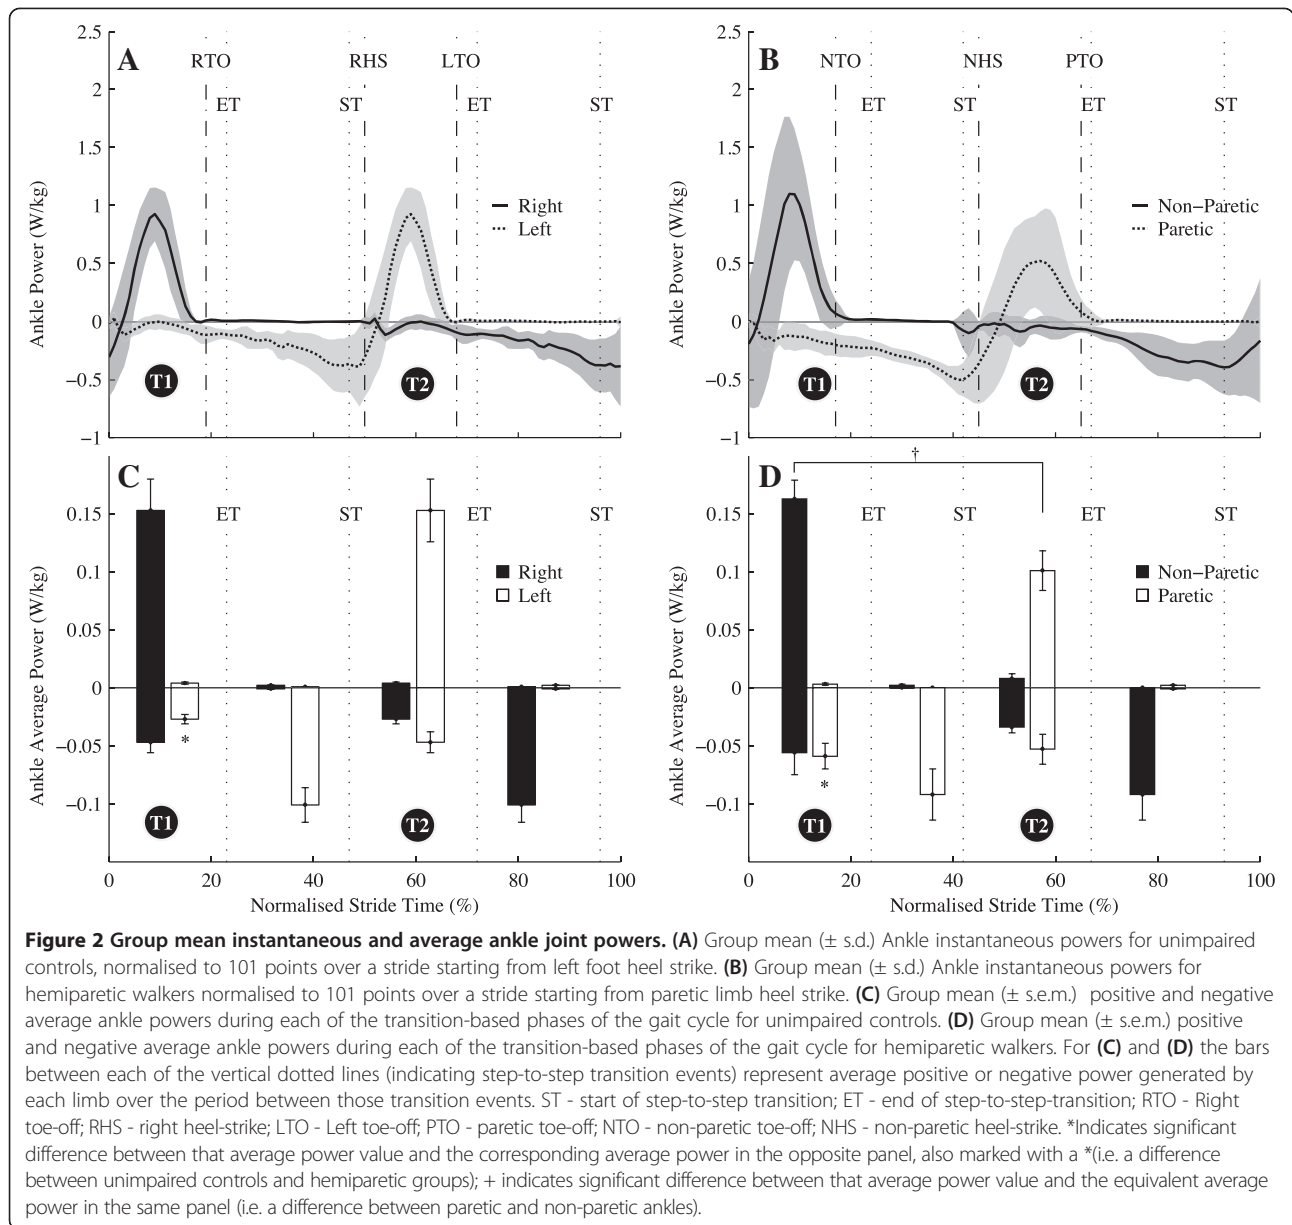 A
B
2.5
2
1.5
1
0.5
0
−0.5
−1
Ankle Power (W/kg)
RTO
RHS
LTO
ET
ST
ET
ST
Right
Left
T1
T2
2.5
2
1.5
1
0.5
0
−0.5
−1
Ankle Power (W/kg)
NTO
NHS
PTO
ET
ST
ET
ST
Non−Paretic
Paretic
T1
T2
C
0.15
0.1
0.05
0
−0.05
−0.1
Ankle Average Power (W/kg)
ET
ST
ET
ST
Right
Left
*
T1
T2
0 20 40 60 80 100
Normalised Stride Time (%)
D
†
0.15
0.1
0.05
0
−0.05
−0.1
Ankle Average Power (W/kg)
ET
ST
ET
ST
Non−Paretic
Paretic
*
T1
T2
0 20 40 60 80 100
Normalised Stride Time (%)
Figure 2 Group mean instantaneous and average ankle joint powers. (A) Group mean (± s.d.) Ankle instantaneous powers for unimpaired
controls, normalised to 101 points over a stride starting from left foot heel strike. (B) Group mean (± s.d.) Ankle instantaneous powers for
hemiparetic walkers normalised to 101 points over a stride starting from paretic limb heel strike. (C) Group mean (± s.e.m.) positive and negative
average ankle powers during each of the transition-based phases of the gait cycle for unimpaired controls. (D) Group mean (± s.e.m.) positive
and negative average ankle powers during each of the transition-based phases of the gait cycle for hemiparetic walkers. For (C) and (D) the bars
between each of the vertical dotted lines (indicating step-to-step transition events) represent average positive or negative power generated by
each limb over the period between those transition events. ST - start of step-to-step transition; ET - end of step-to-step-transition; RTO - Right
toe-off; RHS - right heel-strike; LTO - Left toe-off; PTO - paretic toe-off; NTO - non-paretic toe-off; NHS - non-paretic heel-strike. *Indicates significant
difference between that average power value and the corresponding average power in the opposite panel, also marked with a *(i.e. a difference
between unimpaired controls and hemiparetic groups); + indicates significant difference between that average power value and the equivalent average
power in the same panel (i.e. a difference between paretic and non-paretic ankles).